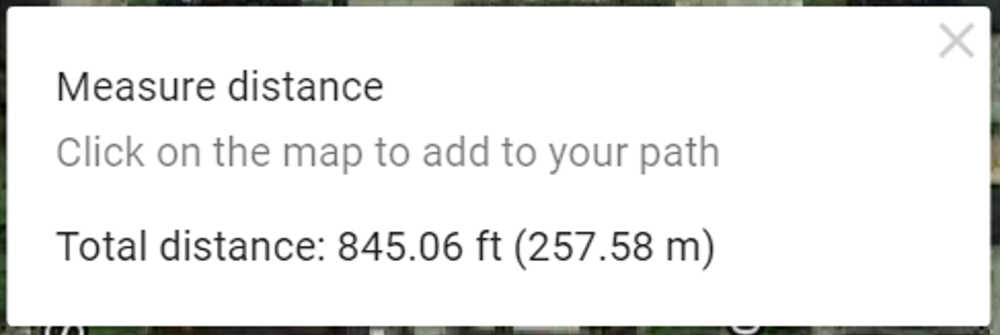 Measure distance
Click on the map to add to your path
Total distance: 845.06 ft (257.58 m)